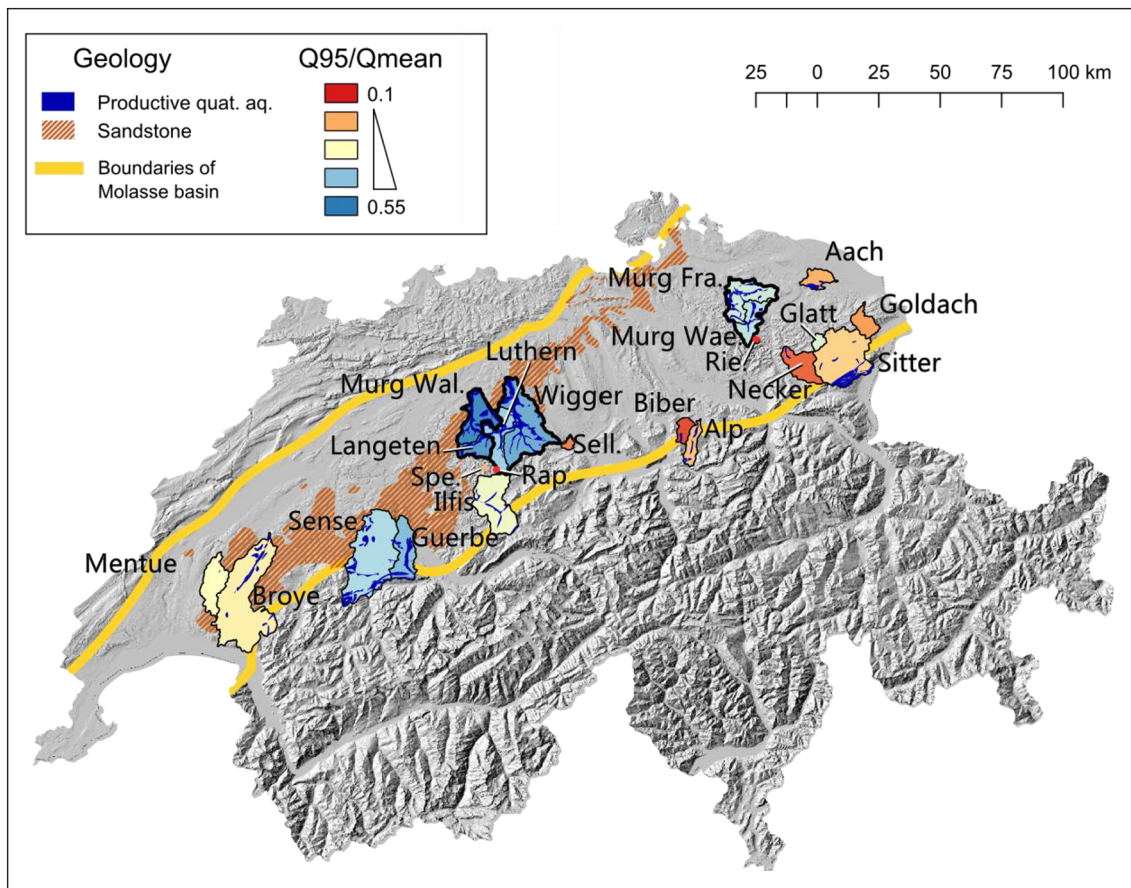 Geology
Productive quat. aq.
Sandstone
Boundaries of
Molasse basin
Q95/Qmean
0.1
0.55
25 0 25 50 75 100 km
Aach
Murg Fra.
Goldach
Glatt
Murg Wae.
Luthern
Rie.
Sitter
Necker
Murg Wal.
Wigger
Biber
Alp
Langeten
Sell.
Spe.
Rap.
Ilfis
Sense
Guerbe
Mentue
Broye